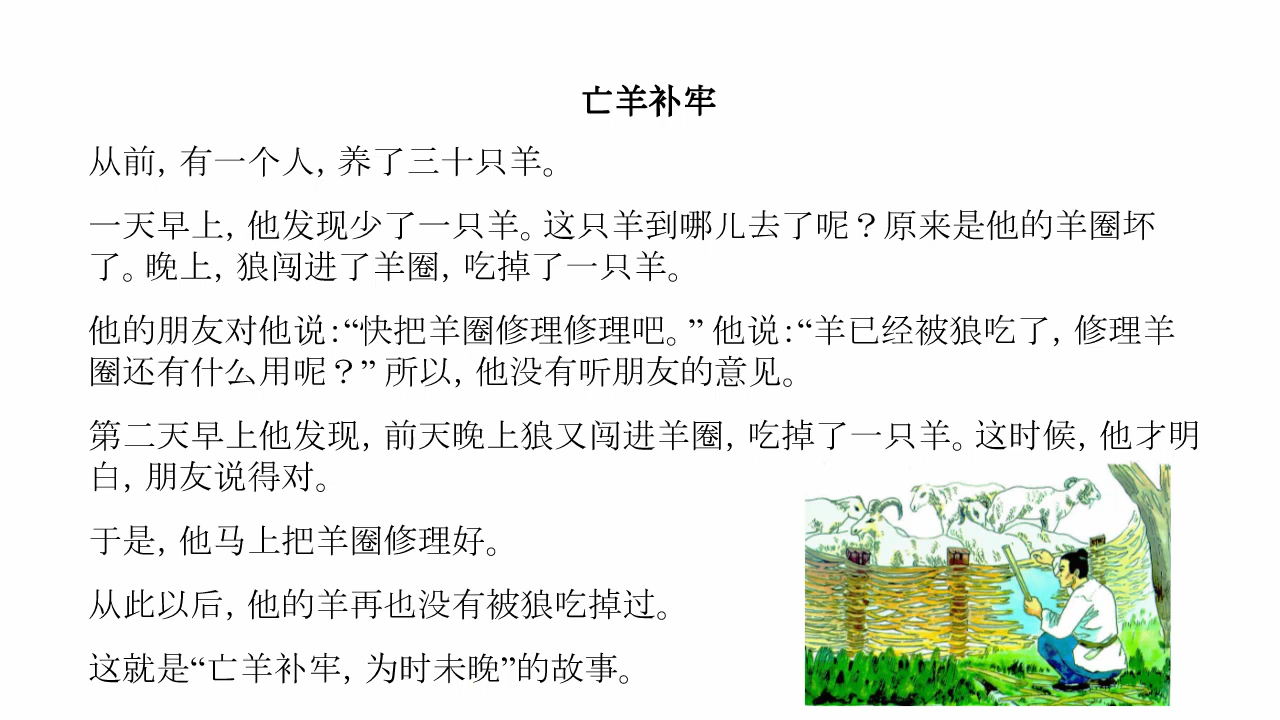 亡羊补牢
从前, 有一个人, 养了三十只羊。
一天早上, 他发现少了一只羊。这只羊到哪儿去了呢？原来是他的羊圈坏
了。晚上, 狼闯进了羊圈, 吃掉了一只羊。
他的朋友对他说:“快把羊圈修理修理吧。” 他说:“羊已经被狼吃了, 修理羊
圈还有什么用呢？” 所以, 他没有听朋友的意见。
第二天早上他发现, 前天晚上狼又闯进羊圈, 吃掉了一只羊。这时候, 他才明
白, 朋友说得对。
于是, 他马上把羊圈修理好。
从此以后, 他的羊再也没有被狼吃掉过。
这就是“亡羊补牢, 为时未晚”的故事。